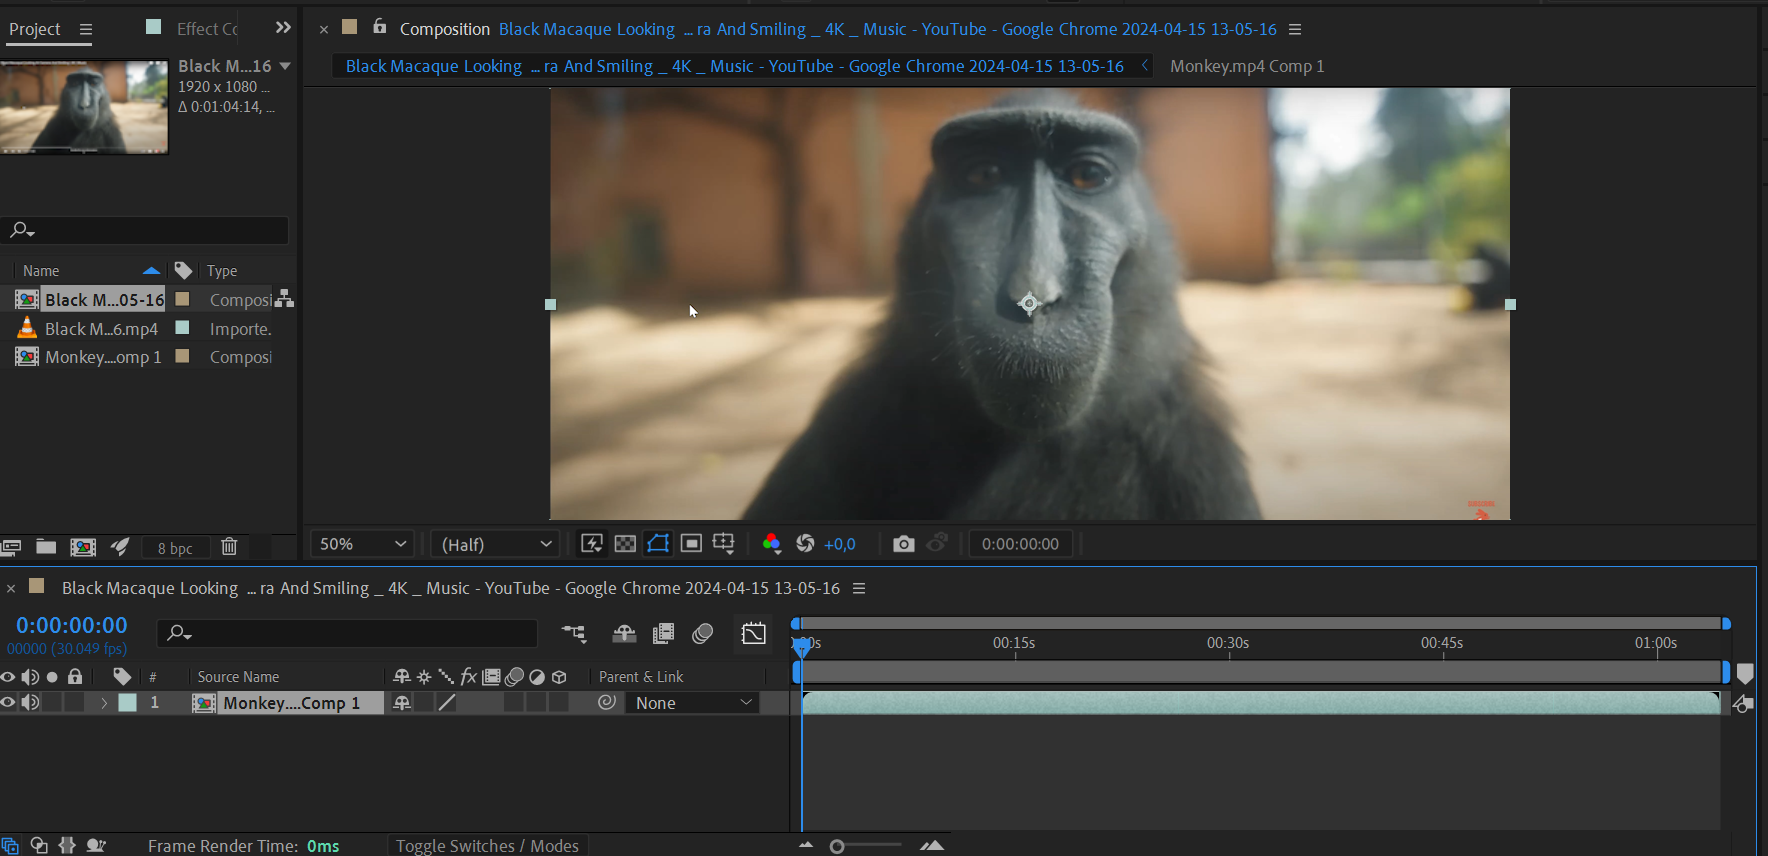 Project
Effect Co
Composition Black Macaque Looking ... ra And Smiling _ 4K _ Music - YouTube - Google Chrome 2024-04-15 13-05-16
Black M...16
1920 x 1080 ...
Δ 0:01:04:14, ...
Black Macaque Looking ... ra And Smiling _ 4K _ Music - YouTube - Google Chrome 2024-04-15 13-05-16
Monkey.mp4 Comp 1
Name
Type
Black M...05-16
Composi
Black M...6.mp4
Importe.
Monkey....omp 1
Composi
8 bpc
50%
(Half)
+0,0
0:00:00:00
Black Macaque Looking ... ra And Smiling _ 4K _ Music - YouTube - Google Chrome 2024-04-15 13-05-16
0:00:00:00
00000 (30.049 fps)
:00s
00:15s
00:30s
00:45s
01:00s
#
Source Name
fx
Parent & Link
1
Monkey....Comp 1
None
Frame Render Time: 0ms
Toggle Switches / Modes